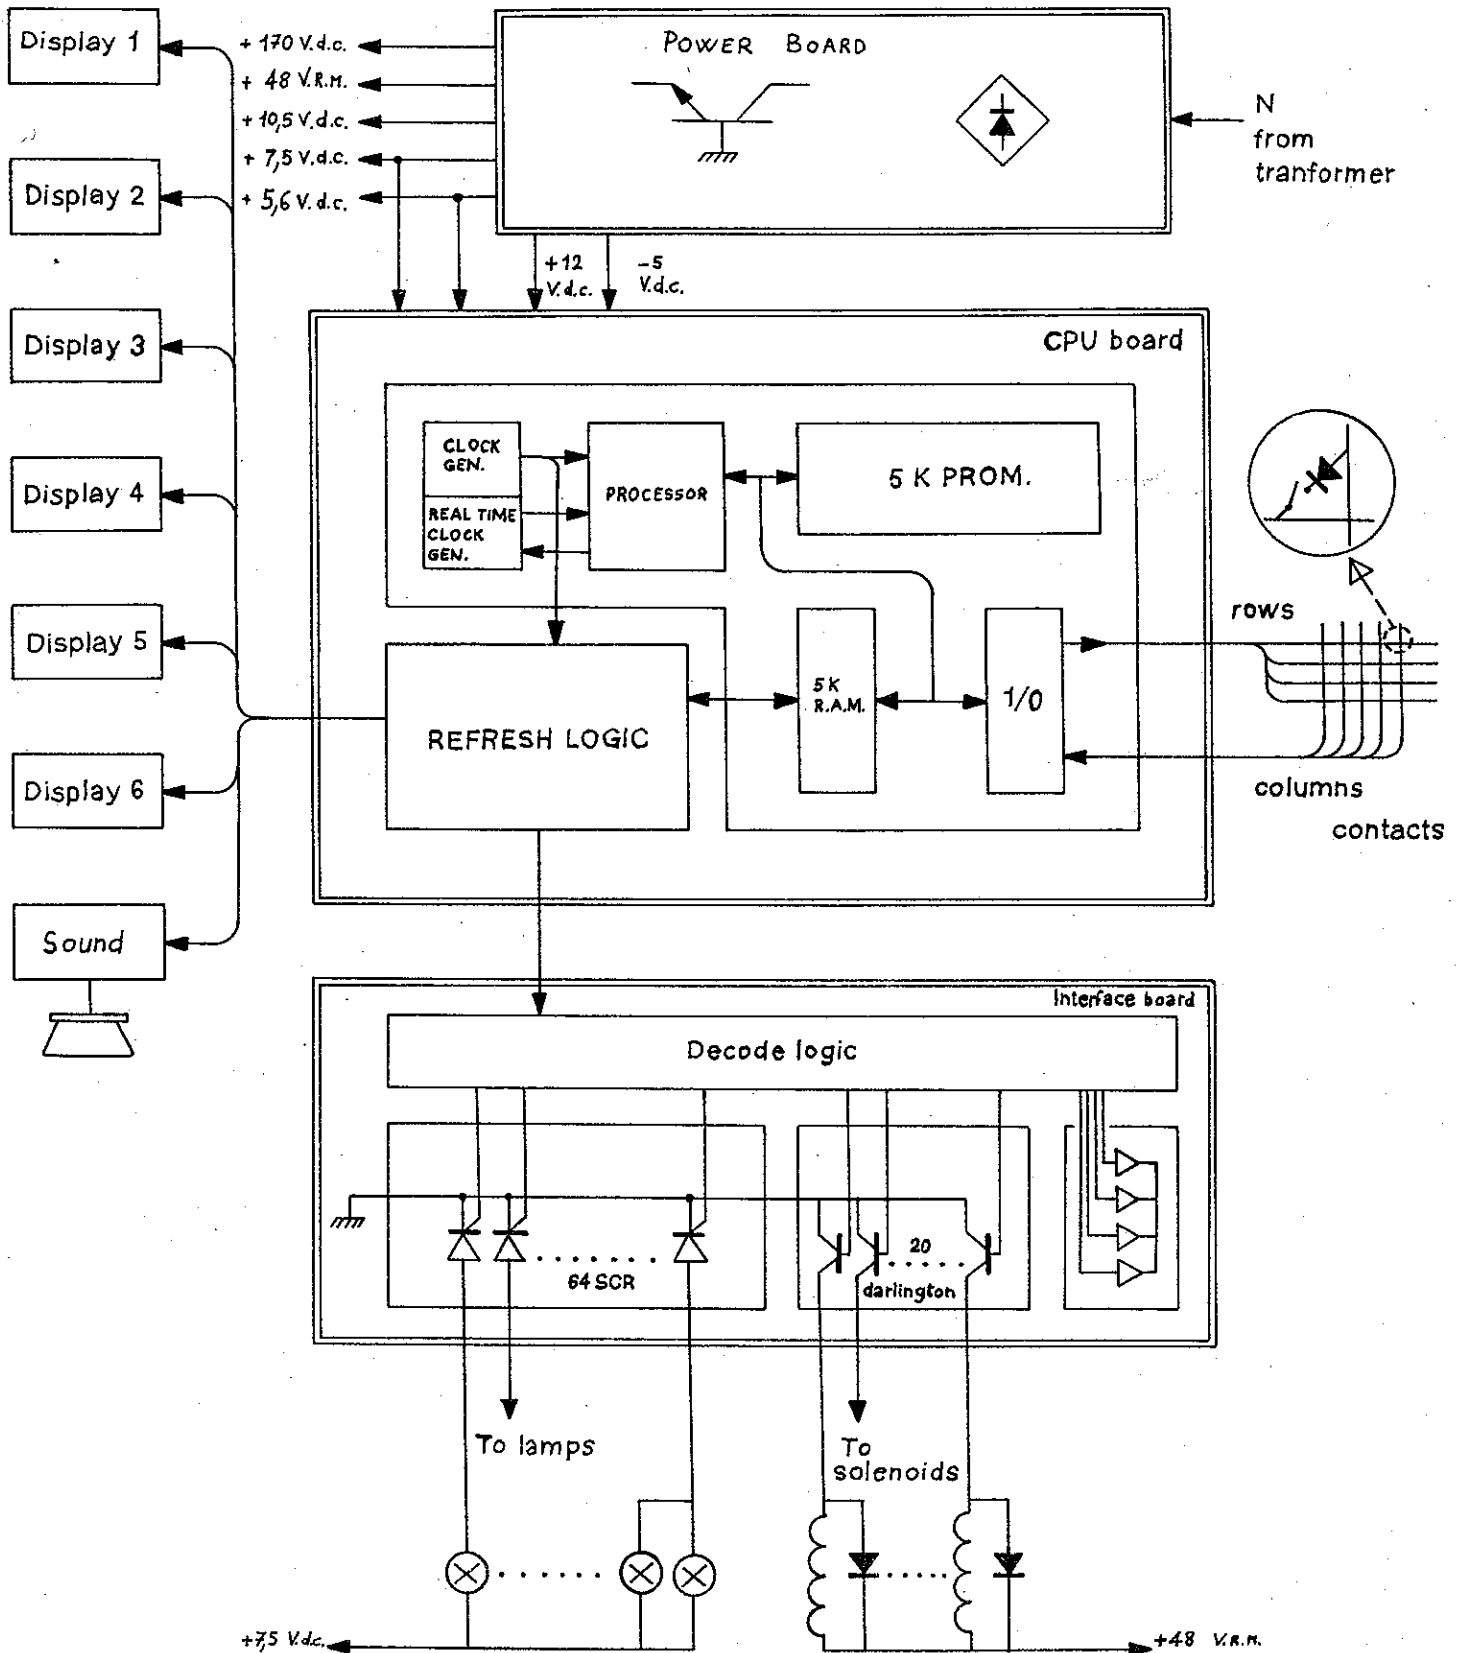 Display 1
Display 2
Display 3
Display 4
Display 5
Display 6
Sound
+ 170 V.d.c.
+ 48 V.R.M.
+ 10,5 V.d.c.
+ 7,5 V.d.c.
+ 5,6 V.d.c.
POWER BOARD
N
from
tranformer
+12
V.d.c.
-5
V.d.c.
CPU board
CLOCK
GEN.
REAL TIME
CLOCK
GEN.
PROCESSOR
5 K PROM.
REFRESH LOGIC
5K
R.A.M.
1/0
rows
columns
contacts
Interface board
Decode logic
64 SCR
20
darlington
To lamps
To
solenoids
+7,5 V.d.c.
+48 V.R.M.